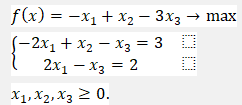 f(x) = −x₁ + x₂ − 3x₃ → max
{−2x₁ + x₂ − x₃ = 3
2x₁ − x₃ = 2
x₁, x₂, x₃ ≥ 0.